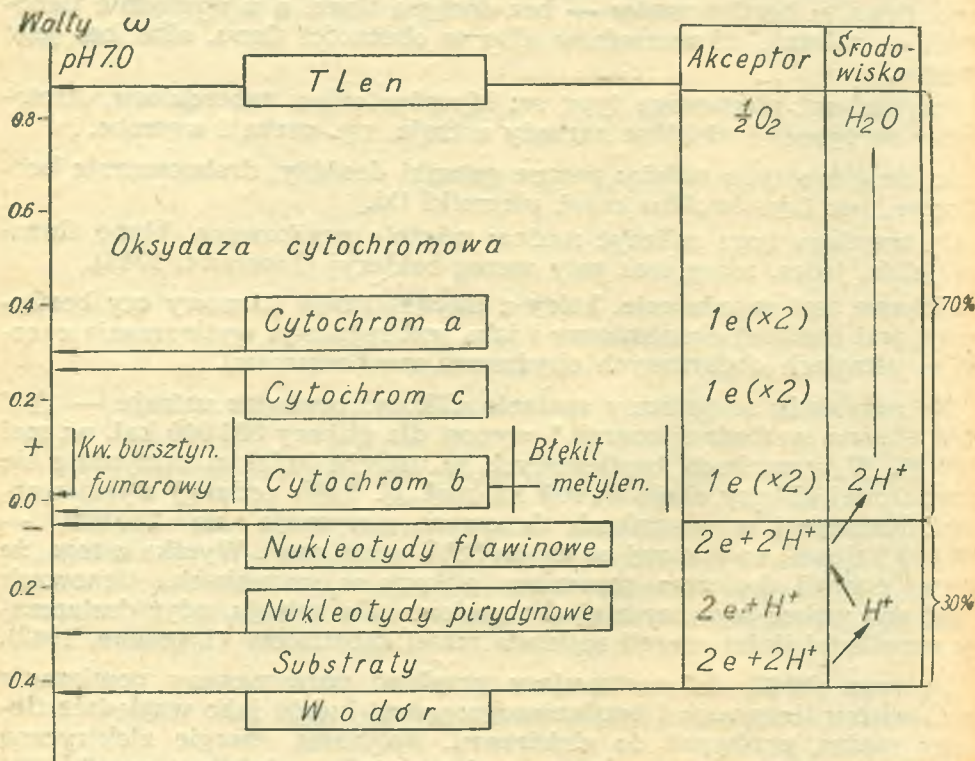 Wolty ω
pH 7.0
Tlen
Akceptor
Środo-
wisko
0.8
½O₂
H₂O
0.6
Oksydaza cytochromowa
0.4
Cytochrom a
1e (×2)
70%
Cytochrom c
1e (×2)
0.2
+
Kw. bursztyn.
fumarowy
Cytochrom b
Błękit
metylen.
1e (×2)
2H⁺
0.0
−
Nukleotydy flawinowe
2e + 2H⁺
0.2
Nukleotydy pirydynowe
2e + H⁺
H⁺
30%
Substraty
2e + 2H⁺
0.4
Wodór